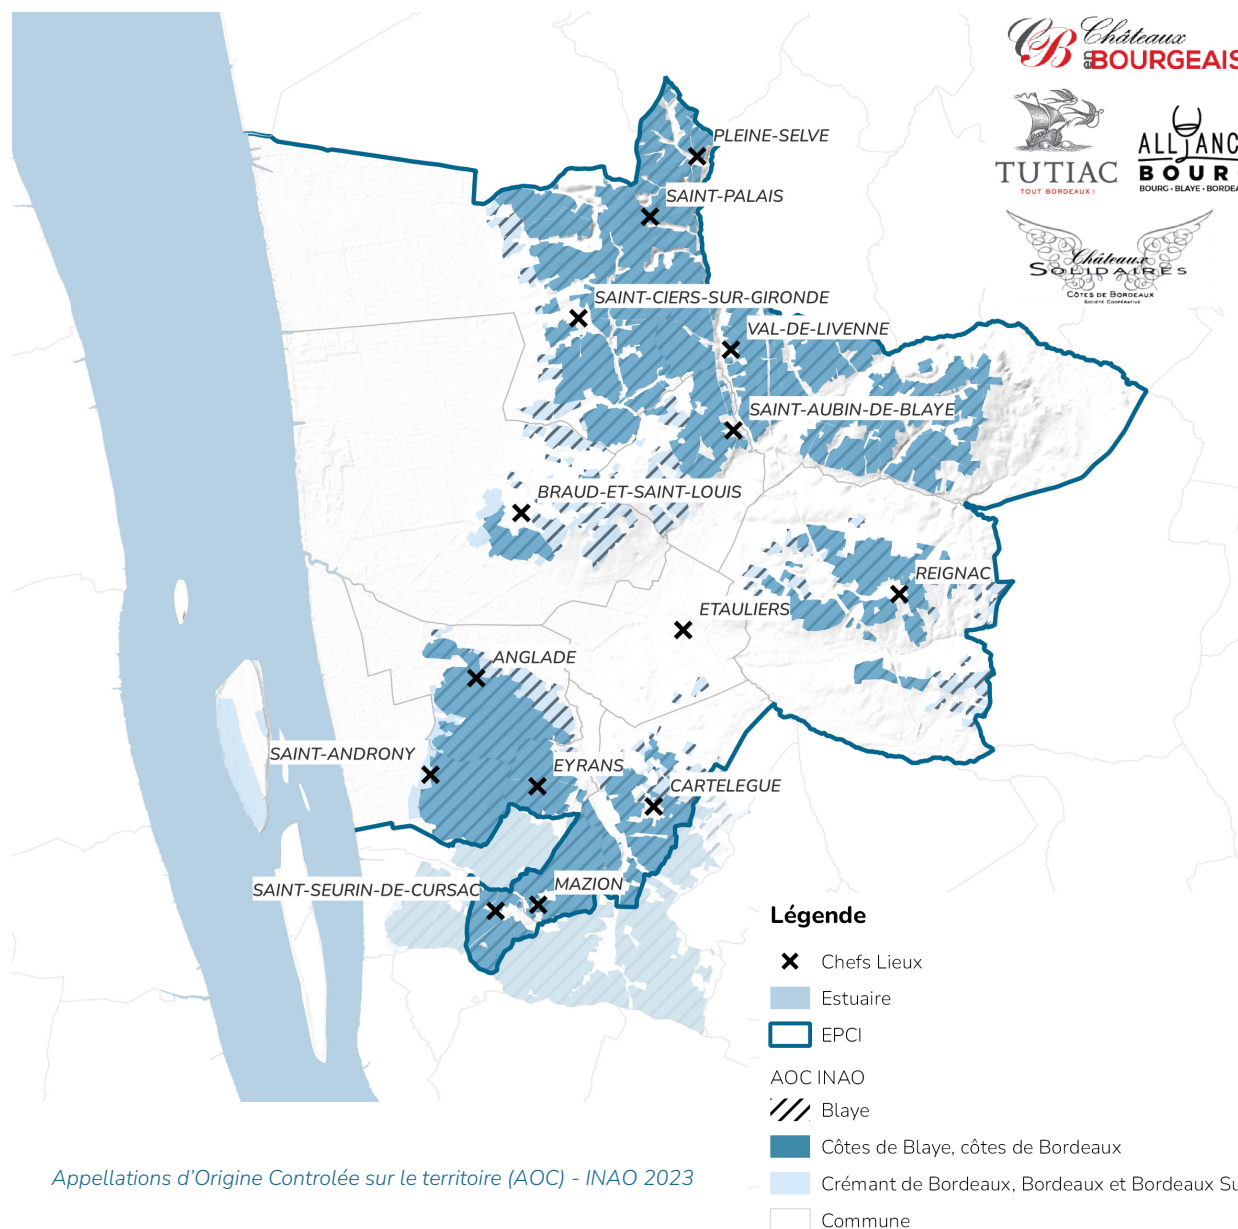 Châteaux
en BOURGEAIS
TUTIAC
TOUT BORDEAUX !
BOURG • BLAYE •
Châteaux
SOLIDAIRES
CÔTES DE BORDEAUX
SOCIÉTÉ COOPÉRATIVE
PLEINE-SELVE
SAINT-PALAIS
SAINT-CIERS-SUR-GIRONDE
VAL-DE-LIVENNE
SAINT-AUBIN-DE-BLAYE
BRAUD-ET-SAINT-LOUIS
REIGNAC
ETAULIERS
ANGLADE
SAINT-ANDRONY
EYRANS
CARTELEGUE
SAINT-SEURIN-DE-CURSAC
MAZION
Légende
Chefs Lieux
Estuaire
EPCI
AOC INAO
Blaye
Côtes de Blaye, côtes de Bordeaux
Crémant de Bordeaux, Bordeaux et Bordeaux Su
Commune
Appellations d'Origine Controlée sur le territoire (AOC) - INAO 2023